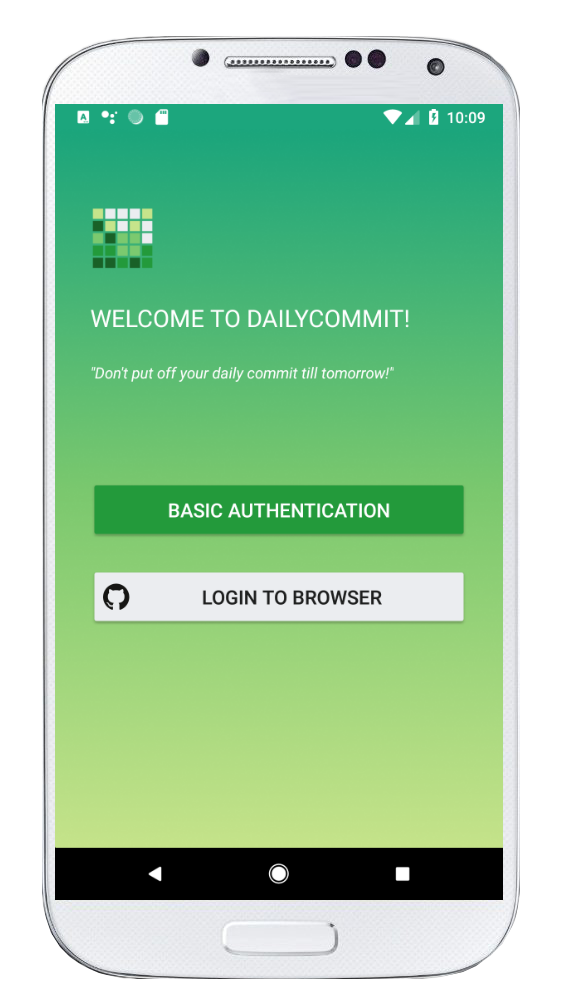 10:09
WELCOME TO DAILYCOMMIT!
"Don't put off your daily commit till tomorrow!"
BASIC AUTHENTICATION
LOGIN TO BROWSER